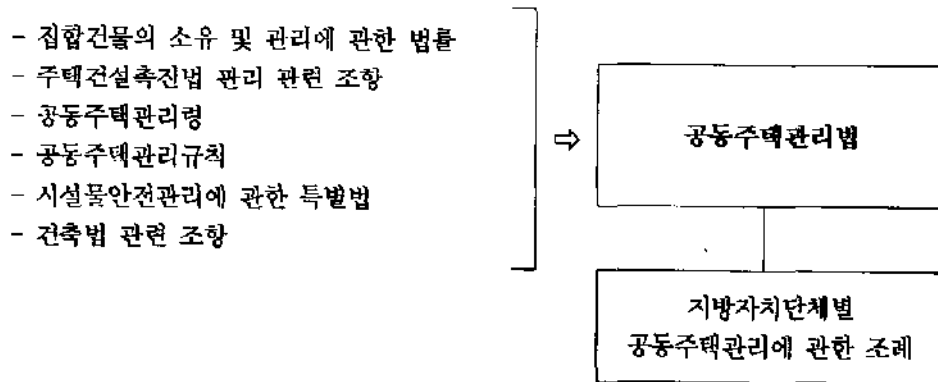 - 집합건물의 소유 및 관리에 관한 법률
- 주택건설촉진법 관리 관련 조항
- 공동주택관리령
- 공동주택관리규칙
- 시설물안전관리에 관한 특별법
- 건축법 관련 조항
⇨
공동주택관리법
지방자치단체별
공동주택관리에 관한 조례